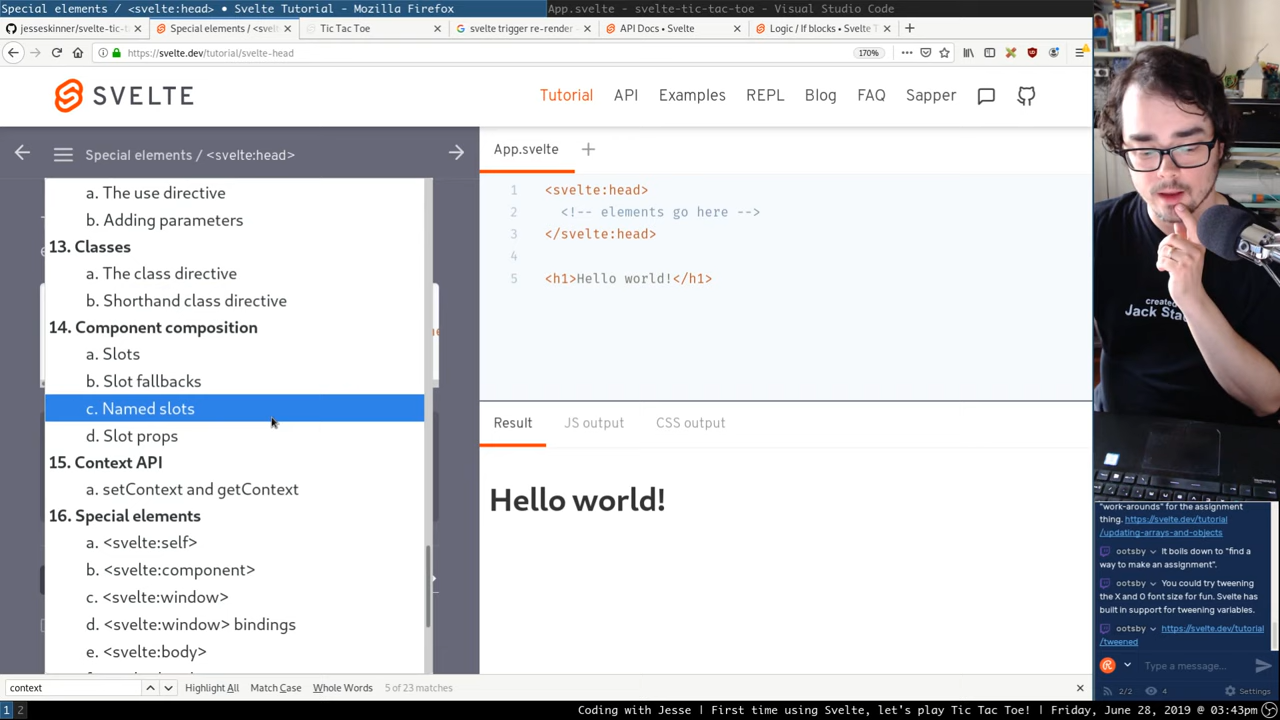 Special elements / <svelte:head> • Svelte Tutorial - Mozilla Firefox
App.svelte - svelte-tic-tac-toe - Visual Studio Code
jesseskinner/svelte-tic-t
Special elements / <svelt
Tic Tac Toe
svelte trigger re-render -
API Docs • Svelte
Logic / If blocks • Svelte T
https://svelte.dev/tutorial/svelte-head
170%
SVELTE
Tutorial
API
Examples
REPL
Blog
FAQ
Sapper
Special elements / <svelte:head>
App.svelte
a. The use directive
b. Adding parameters
13. Classes
a. The class directive
b. Shorthand class directive
14. Component composition
a. Slots
b. Slot fallbacks
c. Named slots
d. Slot props
15. Context API
a. setContext and getContext
16. Special elements
a. <svelte:self>
b. <svelte:component>
c. <svelte:window>
d. <svelte:window> bindings
e. <svelte:body>
1 <svelte:head>
2 <!-- elements go here -->
3 </svelte:head>
4
5 <h1>Hello world!</h1>
Result
JS output
CSS output
Hello world!
created
Jack Sta
"work-arounds" for the assignment
thing. https://svelte.dev/tutorial
/updating-arrays-and-objects
ootsby It boils down to "find a
way to make an assignment".
ootsby You could try tweening
the X and O font size for fun. Svelte has
built in support for tweening variables.
ootsby https://svelte.dev/tutorial
/tweened
Type a message...
2/2
4
Settings
context
Highlight All
Match Case
Whole Words
5 of 23 matches
1 2
Coding with Jesse | First time using Svelte, let's play Tic Tac Toe! | Friday, June 28, 2019 @ 03:43pm